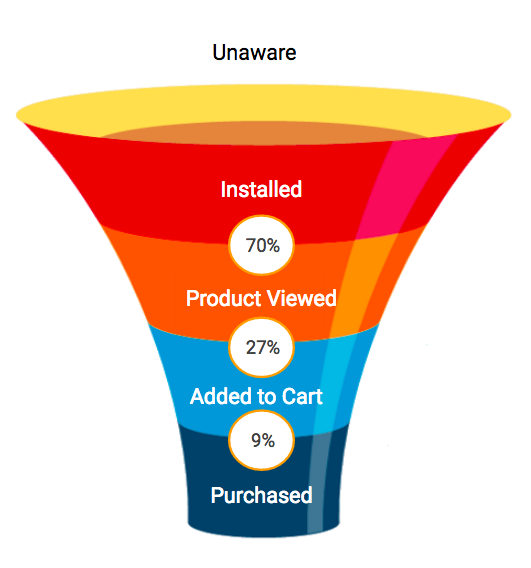 Unaware
Installed
70%
Product Viewed
27%
Added to Cart
9%
Purchased